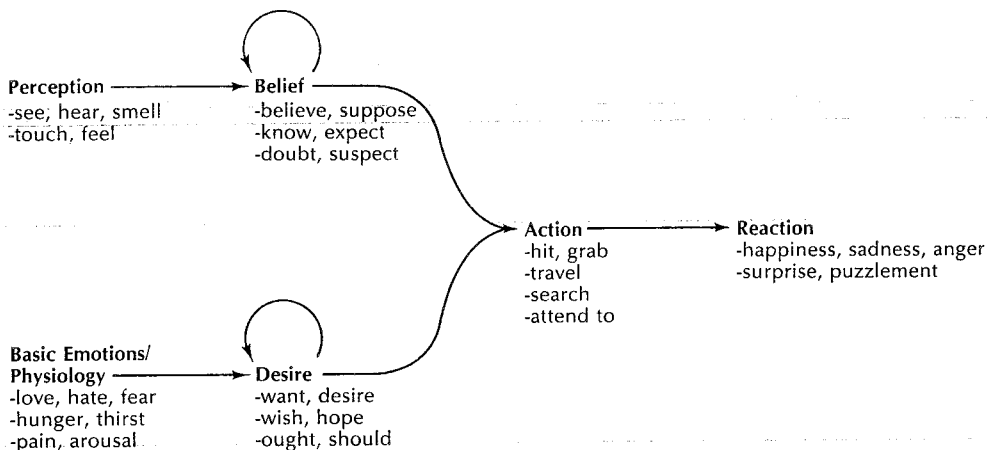 Perception
-see, hear, smell
-touch, feel
Belief
-believe, suppose
-know, expect
-doubt, suspect
Action
-hit, grab
-travel
-search
-attend to
Reaction
-happiness, sadness, anger
-surprise, puzzlement
Basic Emotions/
Physiology
-love, hate, fear
-hunger, thirst
-pain, arousal
Desire
-want, desire
-wish, hope
-ought, should